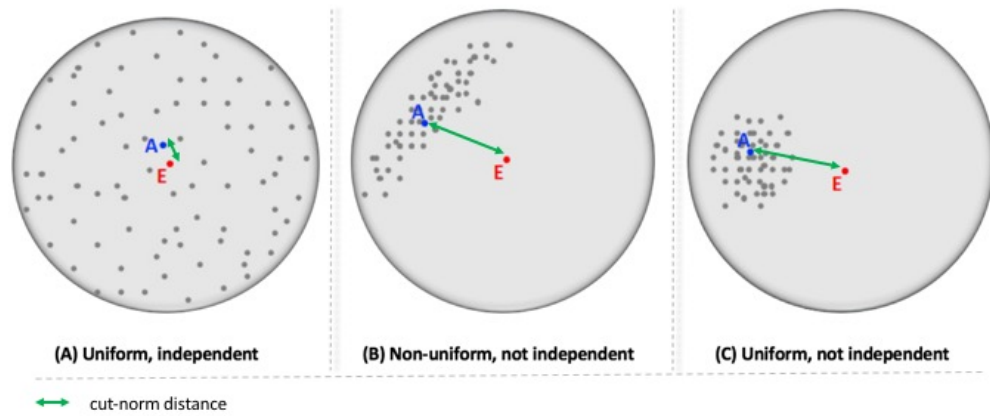 A
E
A
E
A
E
(A) Uniform, independent
(B) Non-uniform, not independent
(C) Uniform, not independent
cut-norm distance